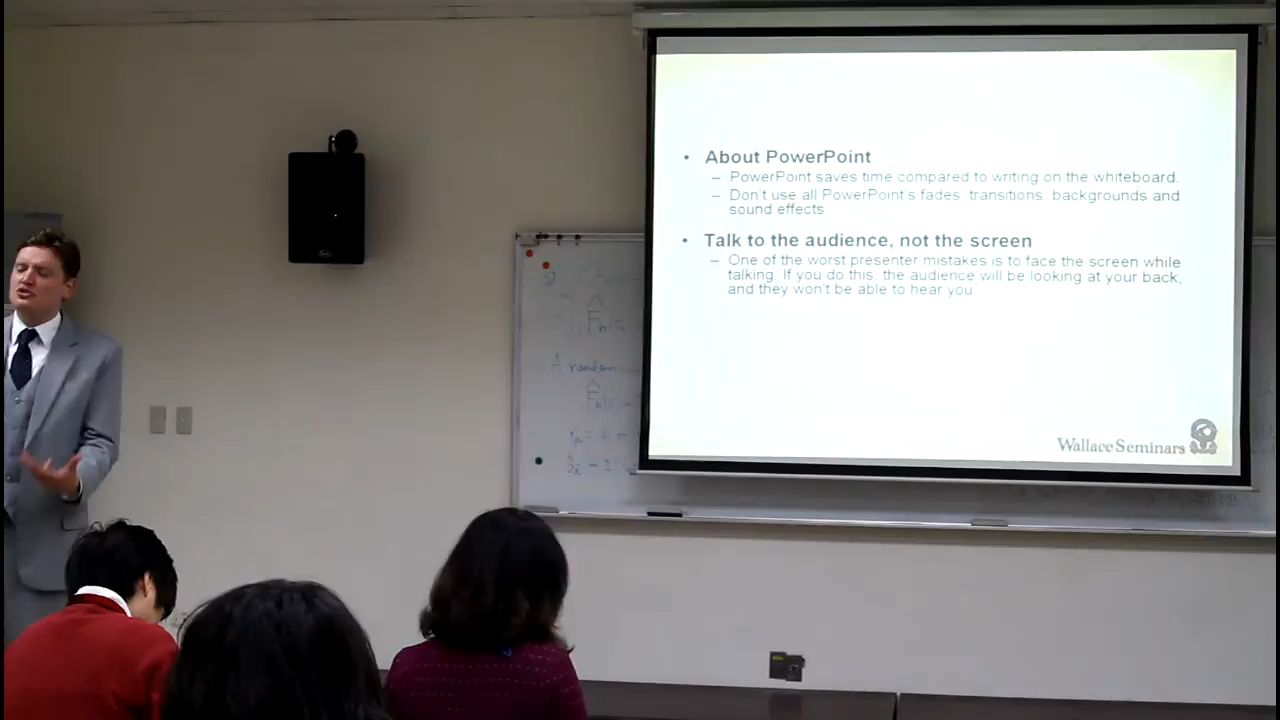 • About PowerPoint
– PowerPoint saves time compared to writing on the whiteboard.
– Don't use all PowerPoint's fades, transitions, backgrounds and
sound effects.
• Talk to the audience, not the screen
– One of the worst presenter mistakes is to face the screen while
talking. If you do this, the audience will be looking at your back,
and they won't be able to hear you.
Wallace Seminars
A random